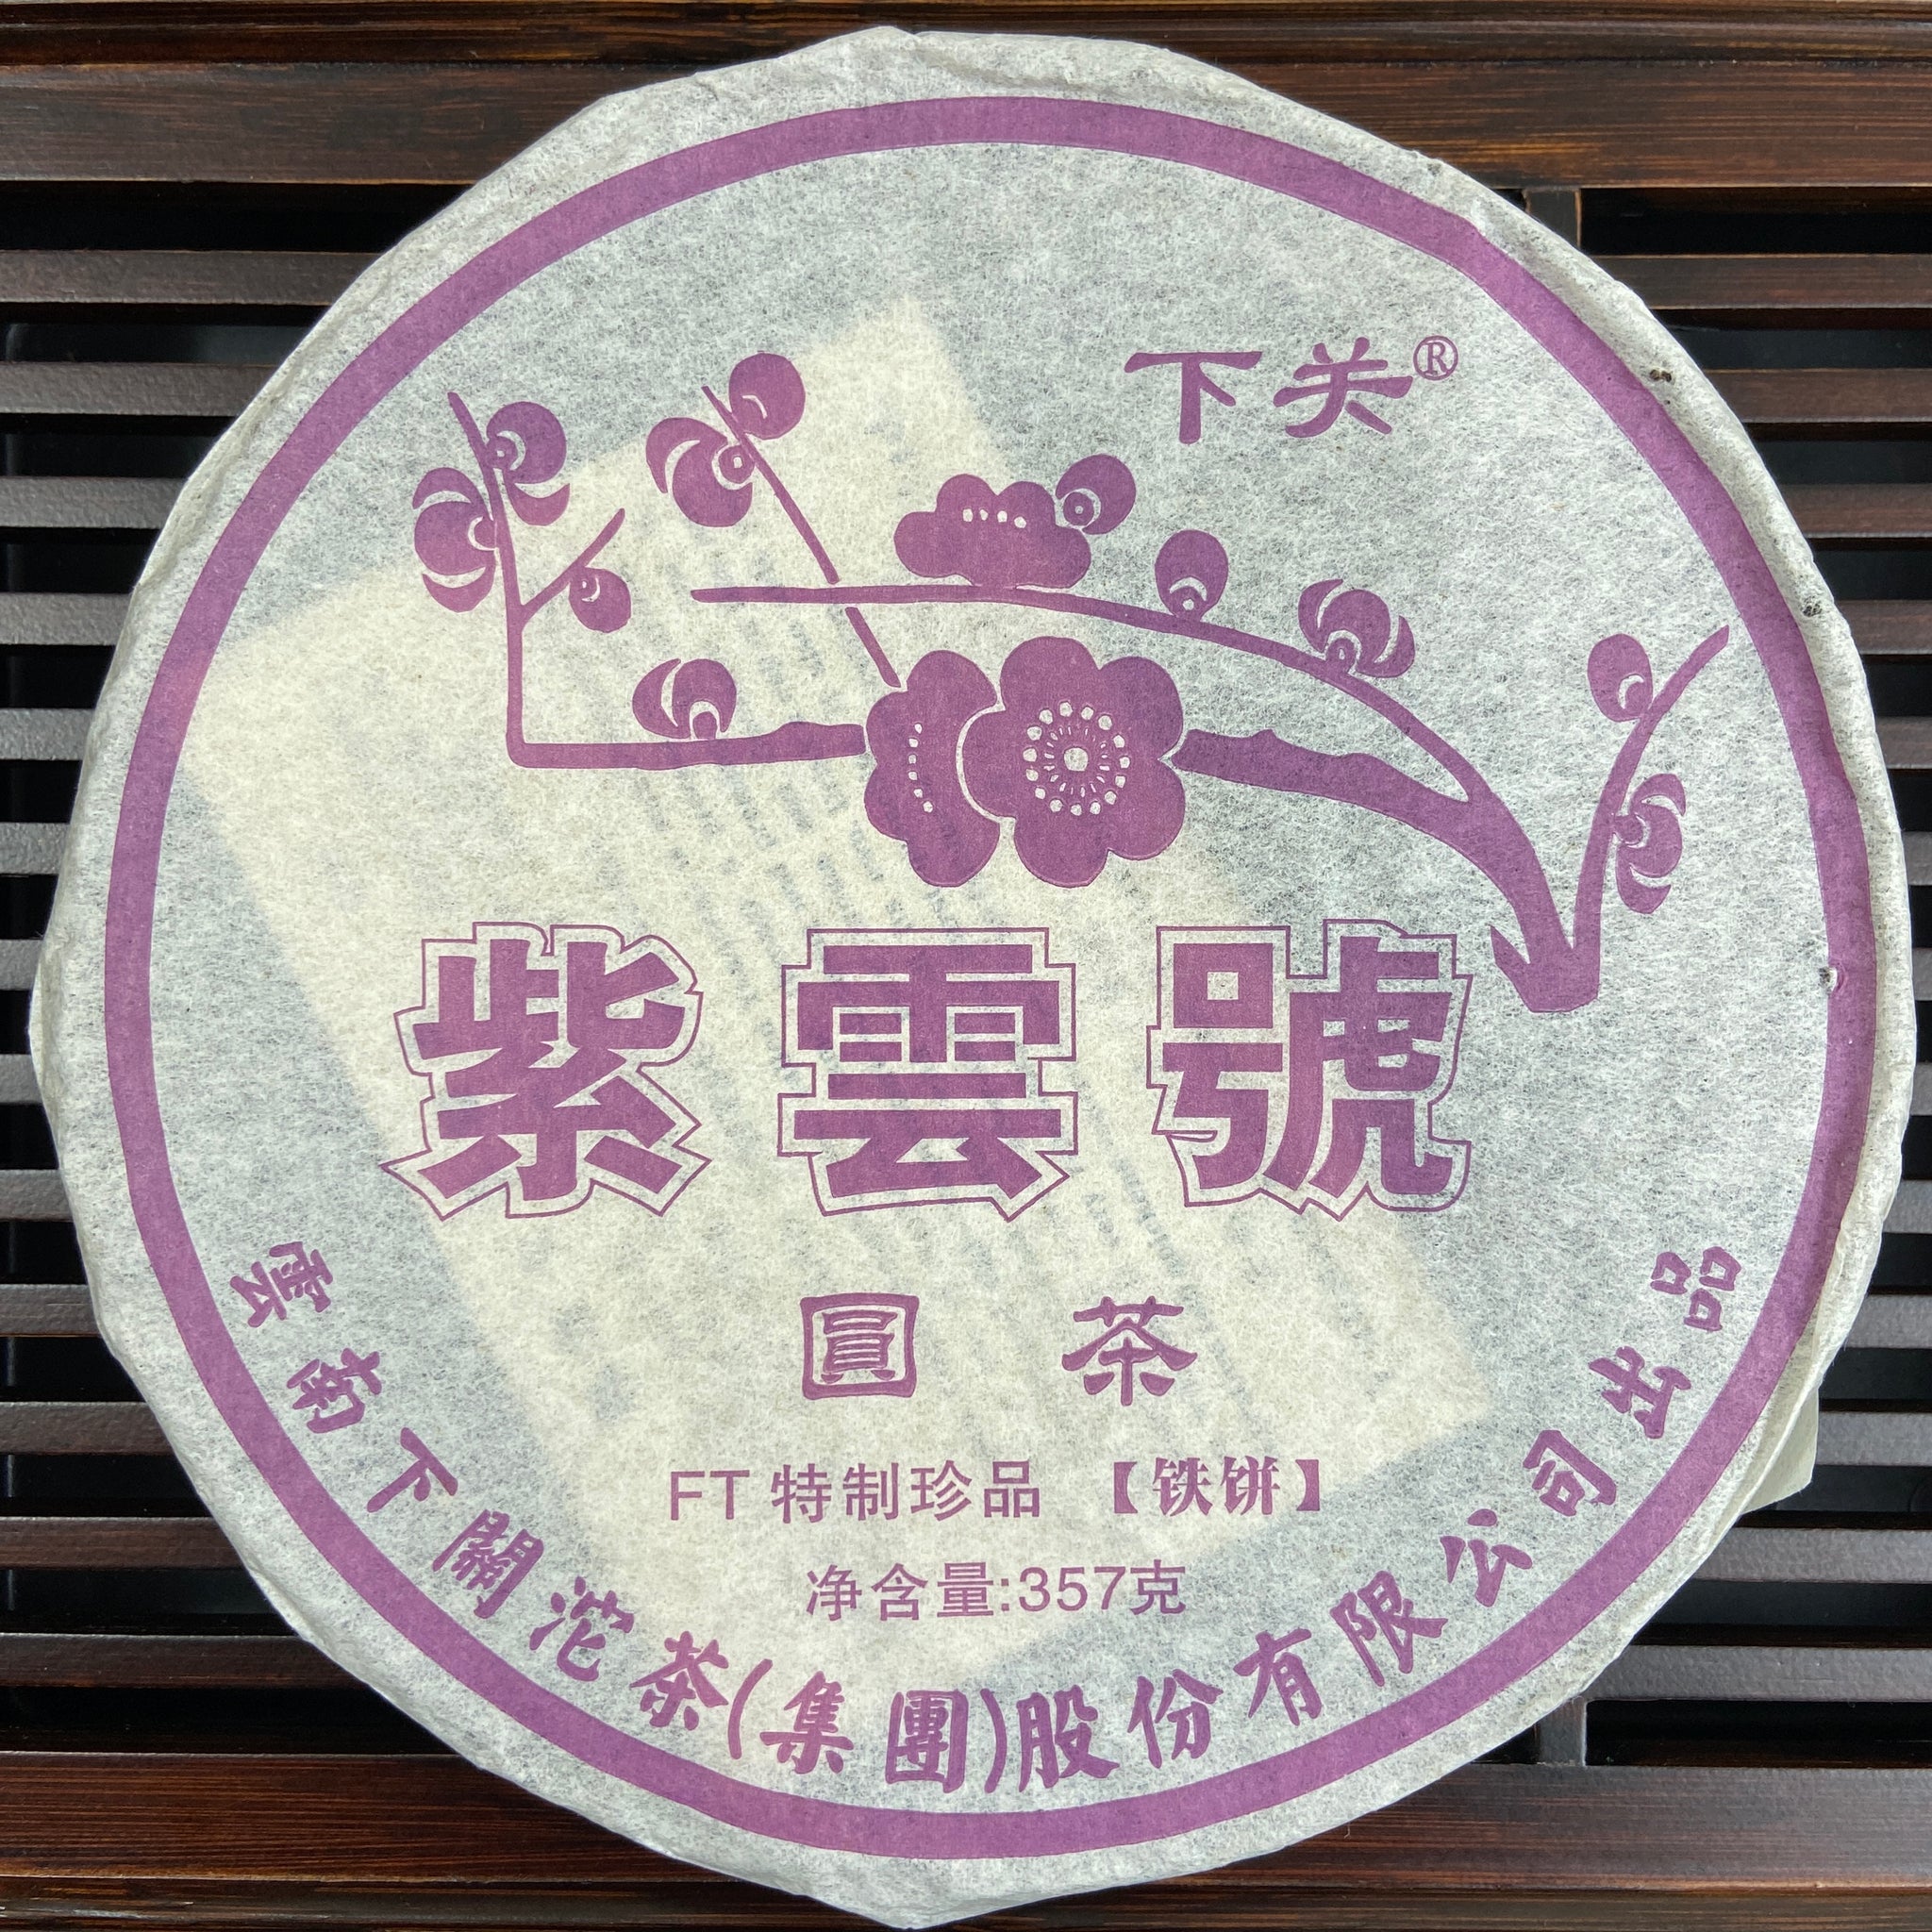 下关®
紫雲號
圓茶
FT 特制珍品 【铁饼】
净含量:357克
雲南下關沱茶(集團)股份有限公司出品